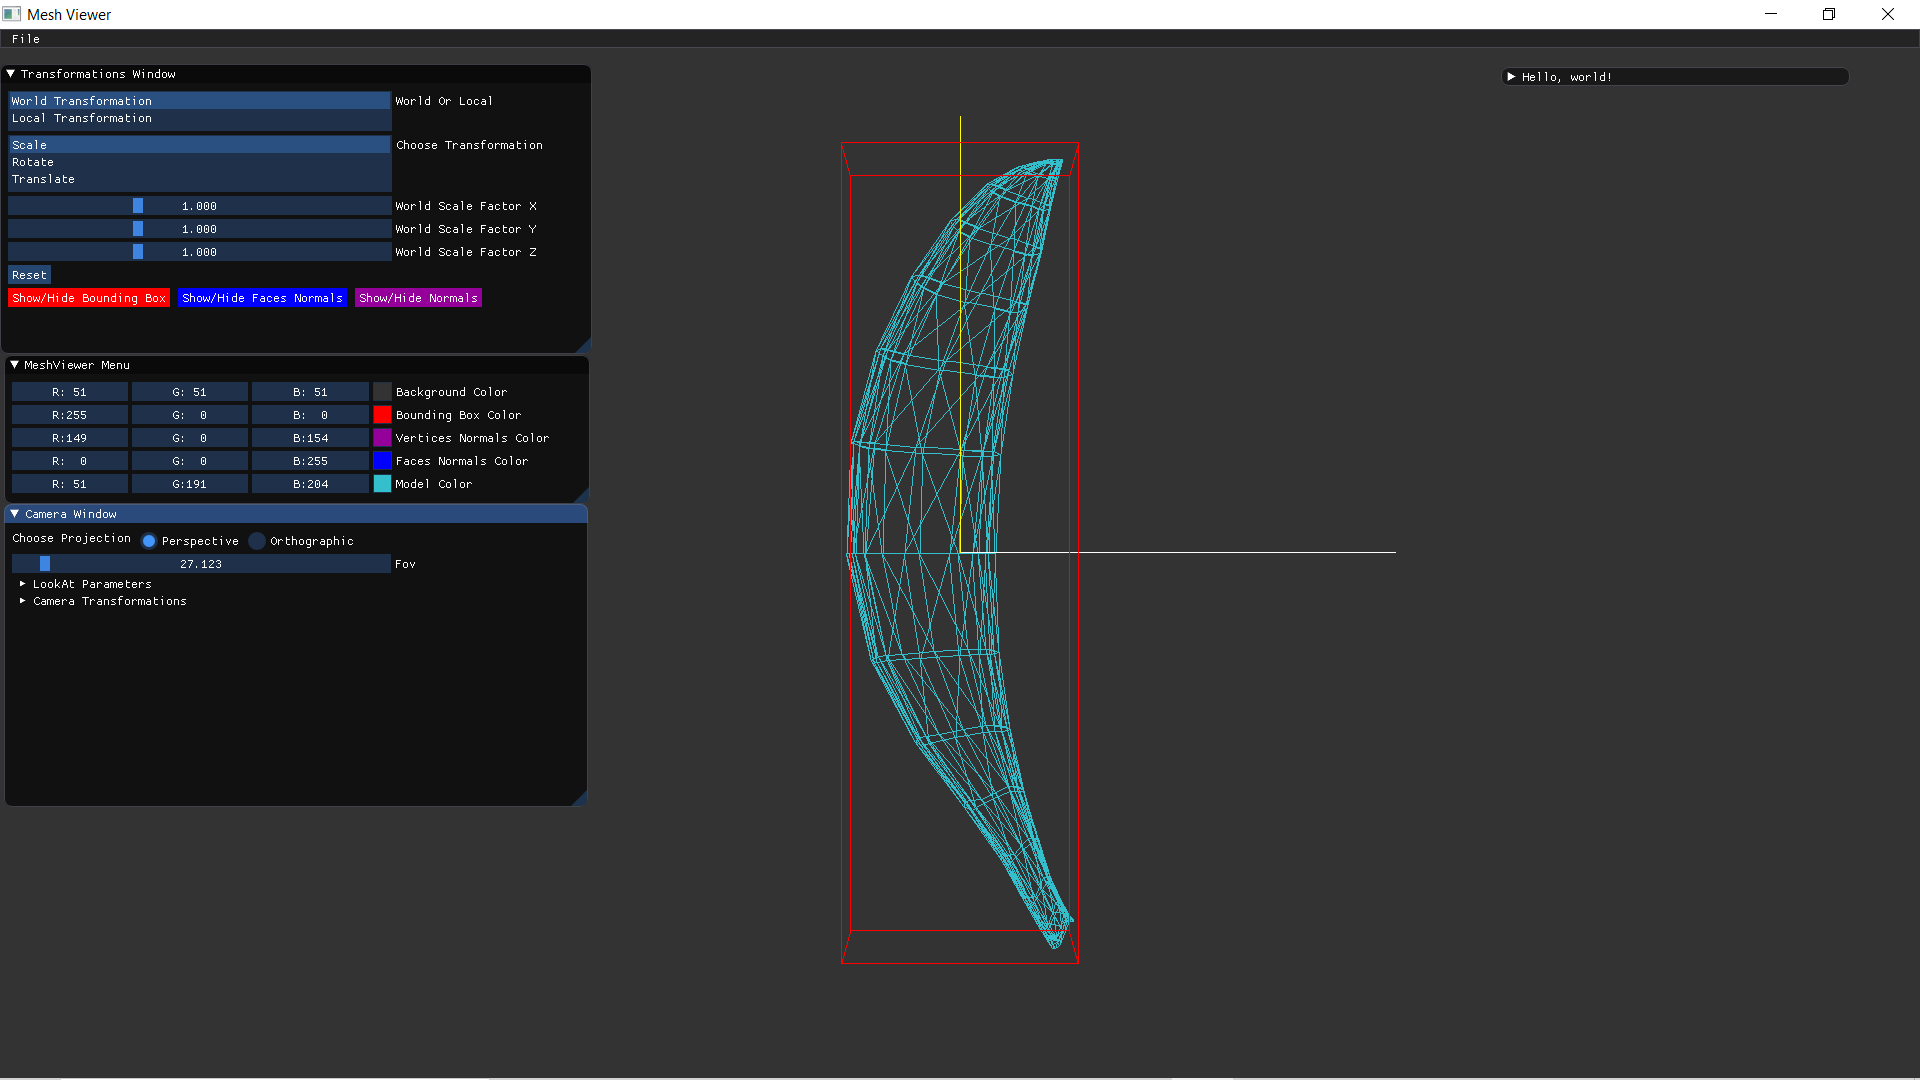 Mesh Viewer
File
Transformations Window
World Transformation
Local Transformation
World Or Local
Scale
Rotate
Translate
Choose Transformation
1.000 World Scale Factor X
1.000 World Scale Factor Y
1.000 World Scale Factor Z
Reset
Show/Hide Bounding Box Show/Hide Faces Normals Show/Hide Normals
MeshViewer Menu
R: 51 G: 51 B: 51 Background Color
R:255 G: 0 B: 0 Bounding Box Color
R:149 G: 0 B:154 Vertices Normals Color
R: 0 G: 0 B:255 Faces Normals Color
R: 51 G:191 B:204 Model Color
Camera Window
Choose Projection Perspective Orthographic
27.123 Fov
LookAt Parameters
Camera Transformations
Hello, world!